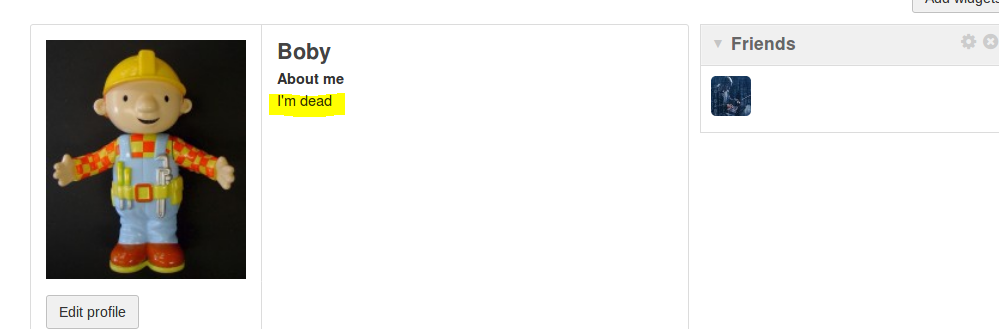 Add widgets
Boby
About me
I'm dead
Friends
Edit profile